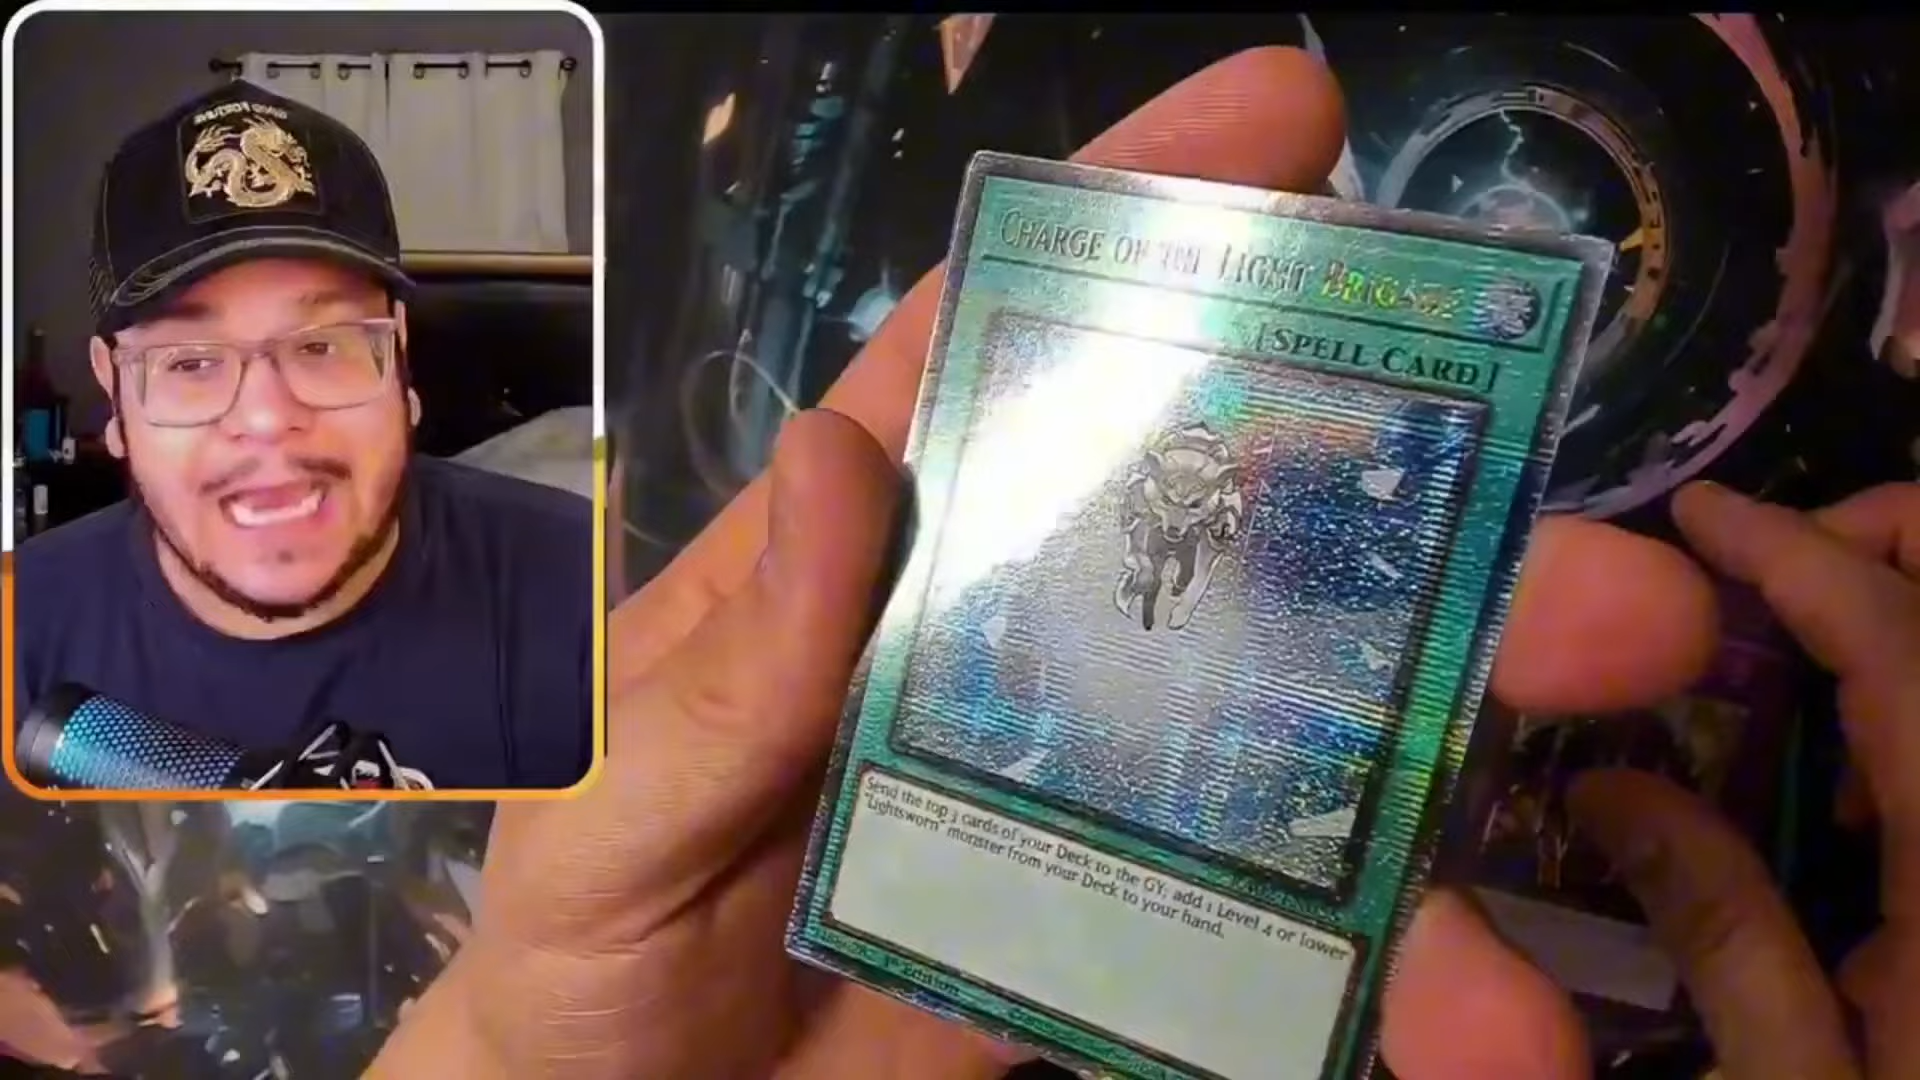 CHARGE OF THE LIGHT BRIGADE
[SPELL CARD]
Send the top 3 cards of your Deck to the GY; add 1 Level 4 or lower
"Lightsworn" monster from your Deck to your hand.
1st Edition